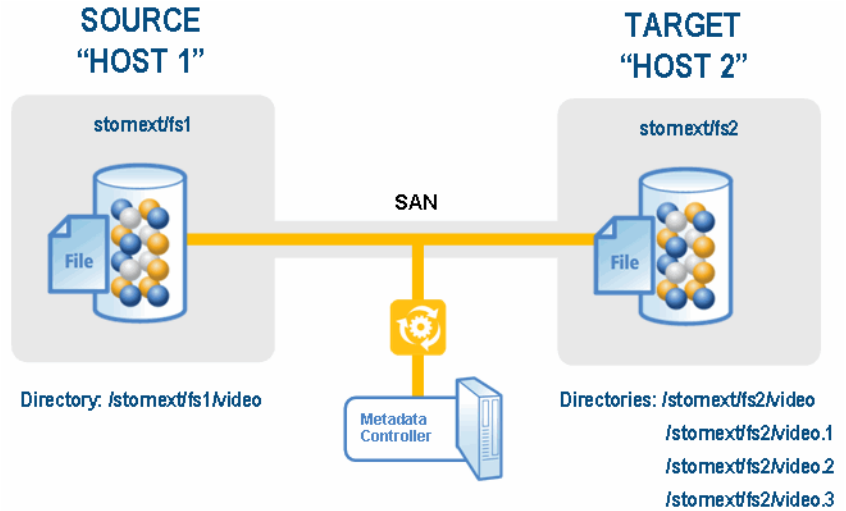 SOURCE
“HOST 1”
TARGET
“HOST 2”
stornext/fs1
stornext/fs2
SAN
File
File
Directory: /stornext/fs1/video
Metadata
Controller
Directories: /stornext/fs2/video
/stornext/fs2/video.1
/stornext/fs2/video.2
/stornext/fs2/video.3